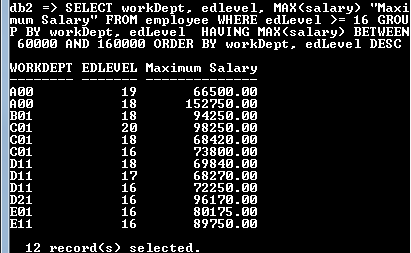 db2 => SELECT workDept, edlevel, MAX(salary) "Maxi
mum Salary" FROM employee WHERE edLevel >= 16 GROU
P BY workDept, edLevel  HAVING MAX(salary) BETWEEN
 60000 AND 160000 ORDER BY workDept, edLevel DESC
WORKDEPT EDLEVEL Maximum Salary
-------- ------- --------------
A00           19       66500.00
A00           18      152750.00
B01           18       94250.00
C01           20       98250.00
C01           18       68420.00
C01           16       73800.00
D11           18       69840.00
D11           17       68270.00
D11           16       72250.00
D21           16       96170.00
E01           16       80175.00
E11           16       89750.00
  12 record(s) selected.